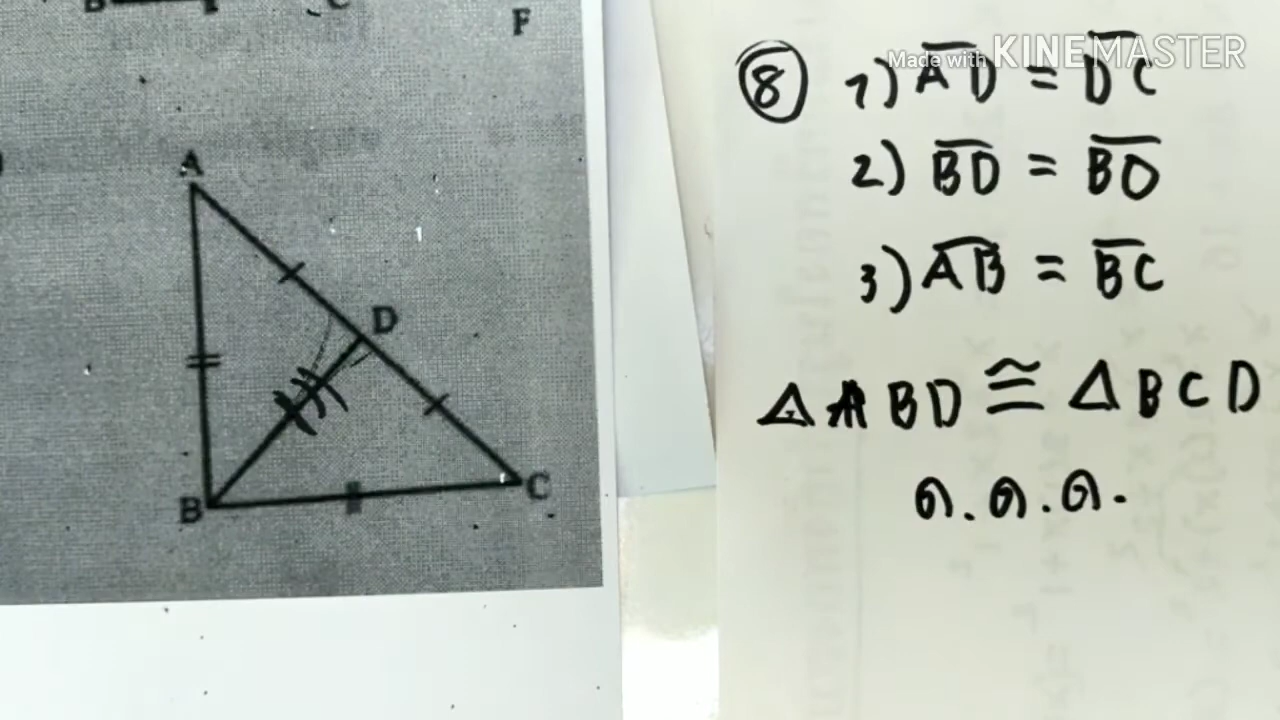 B C
F
A
D
B C
Made with KINEMASTER
⑧ 1) AD = DC
2) BD = BD
3) AB = BC
△ ABD ≅ △ BCD
ด.ด.ด.